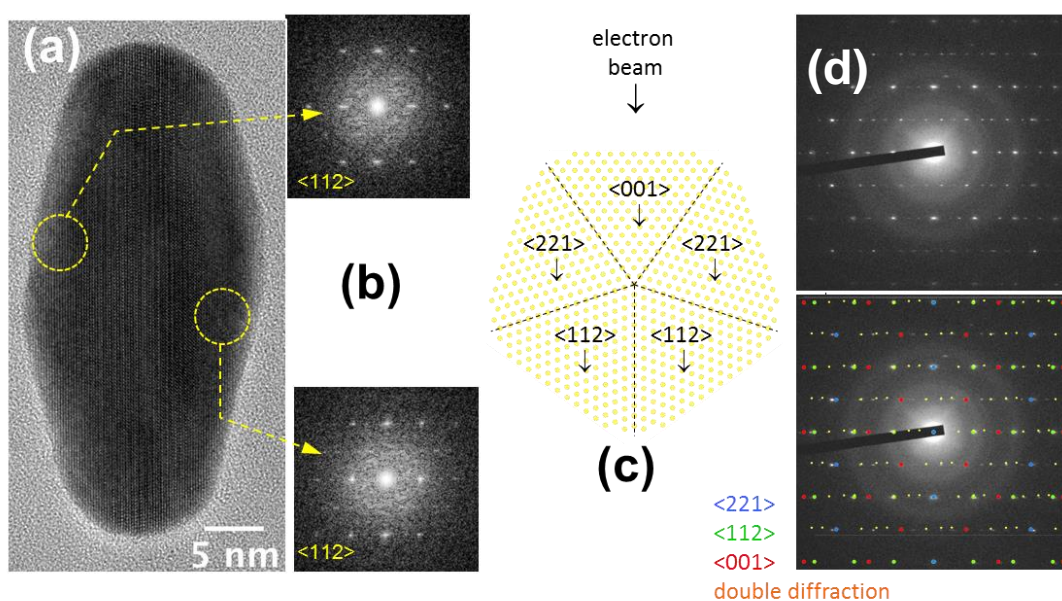 (a)
5 nm
<112>
(b)
<112>
electron
beam
<001>
<221>
<221>
<112>
<112>
(c)
(d)
<221>
<112>
<001>
double diffraction